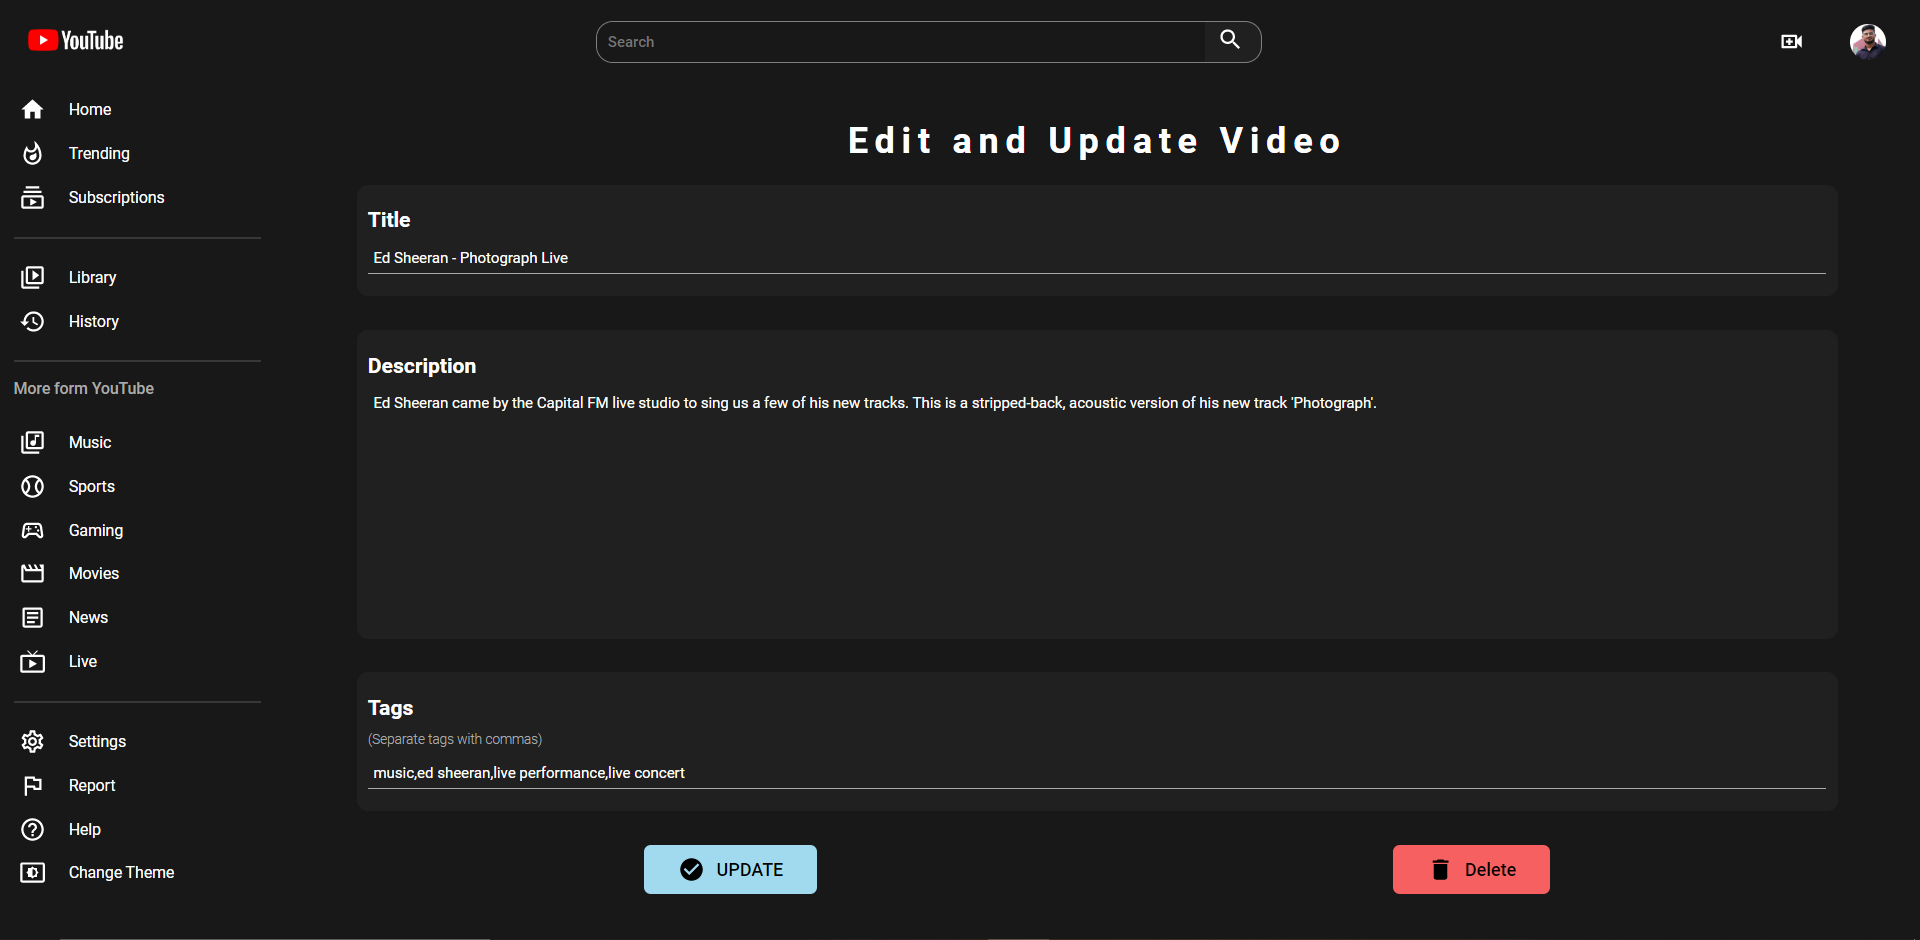 YouTube
Search
Home
Trending
Subscriptions
Library
History
More form YouTube
Music
Sports
Gaming
Movies
News
Live
Settings
Report
Help
Change Theme
Edit and Update Video
Title
Ed Sheeran - Photograph Live
Description
Ed Sheeran came by the Capital FM live studio to sing us a few of his new tracks. This is a stripped-back, acoustic version of his new track 'Photograph'.
Tags
(Separate tags with commas)
music,ed sheeran,live performance,live concert
UPDATE
Delete